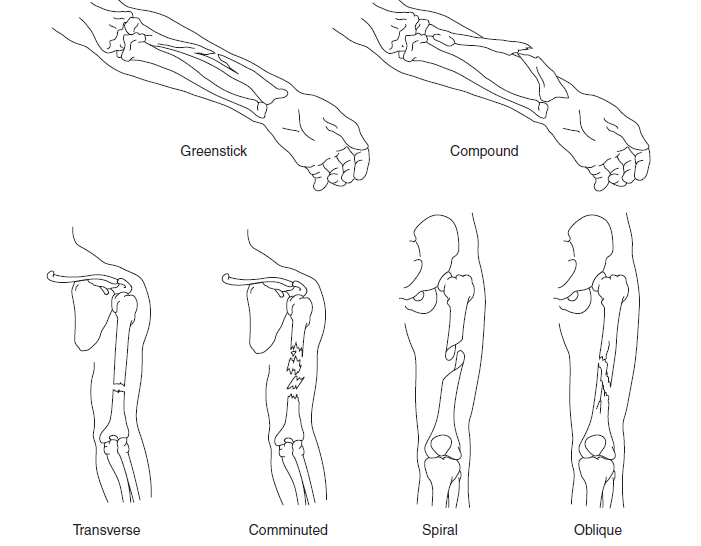 Greenstick
Compound
Transverse
Comminuted
Spiral
Oblique